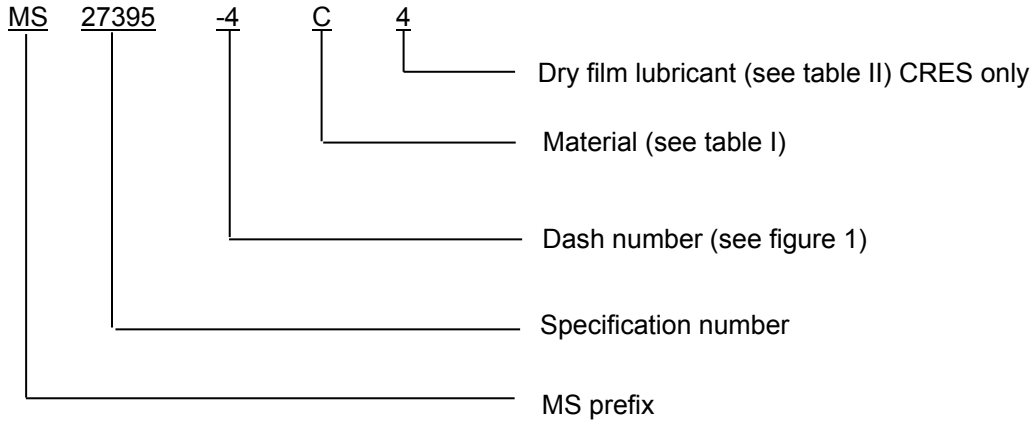 MS 27395 -4 C 4
Dry film lubricant (see table II) CRES only
Material (see table I)
Dash number (see figure 1)
Specification number
MS prefix